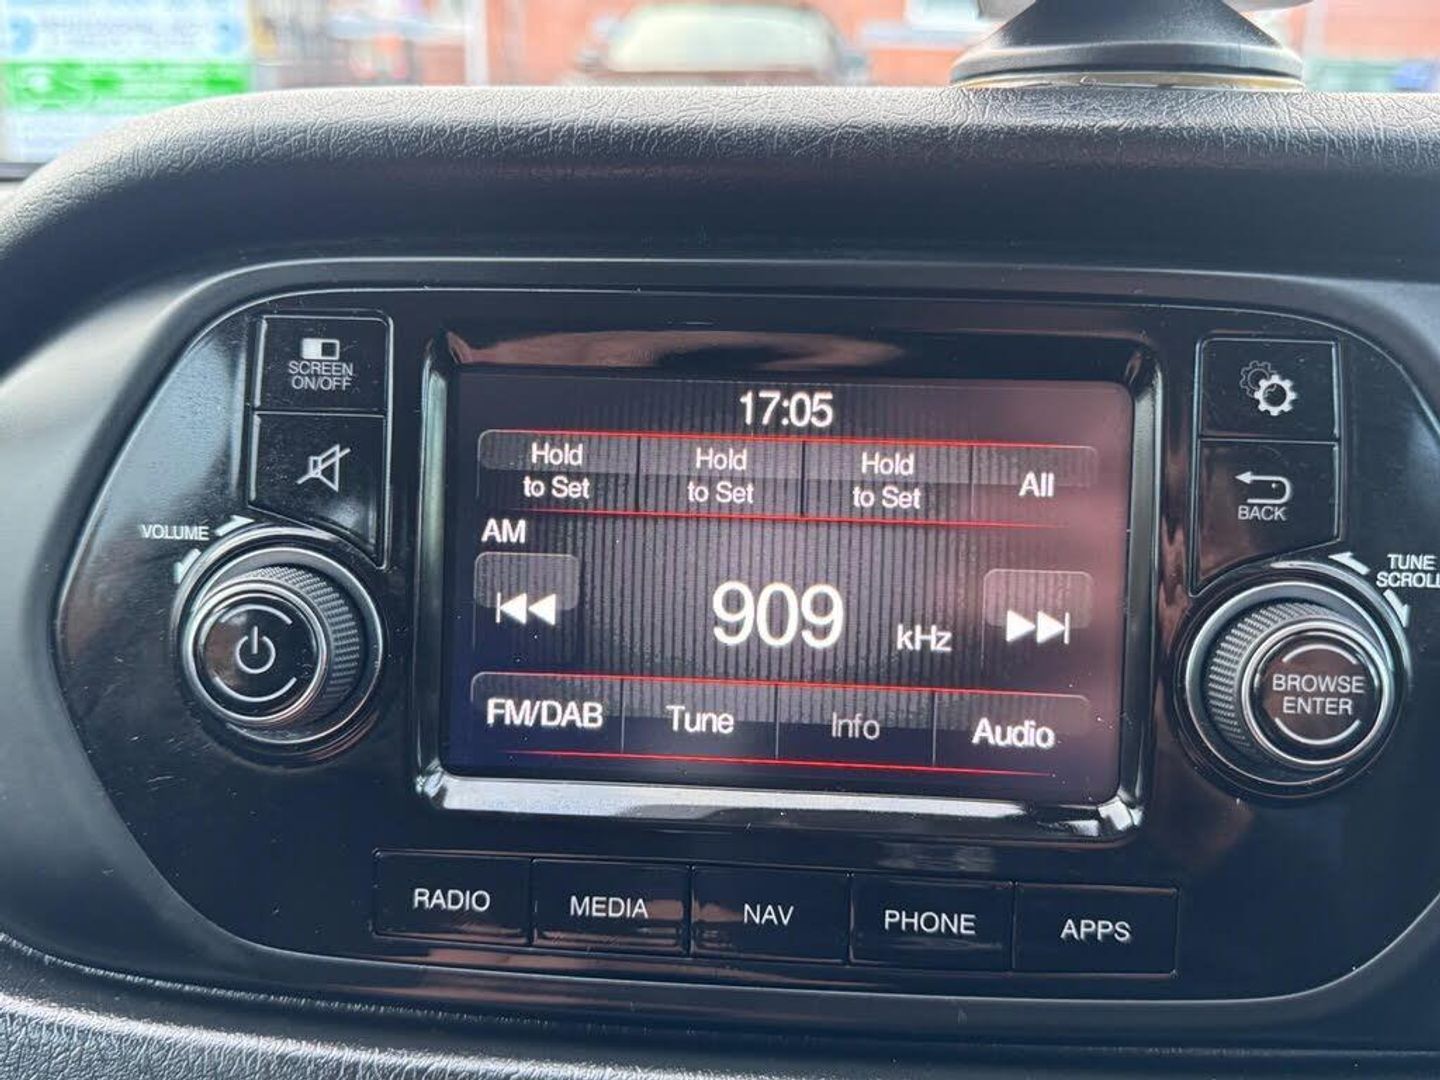 SCREEN
ON/OFF
17:05
Hold
to Set
Hold
to Set
Hold
to Set
All
BACK
AM
VOLUME
TUNE
SCROLL
909 kHz
BROWSE
ENTER
FM/DAB
Tune
Info
Audio
RADIO
MEDIA
NAV
PHONE
APPS